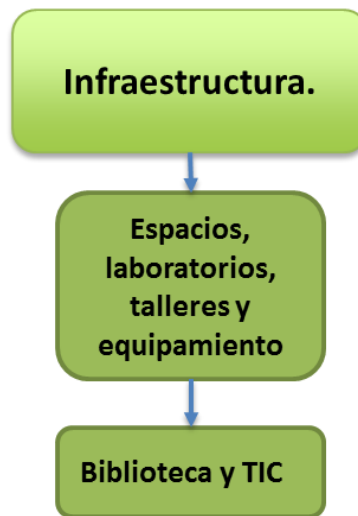 Infraestructura.
Espacios,
laboratorios,
talleres y
equipamiento
Biblioteca y TIC